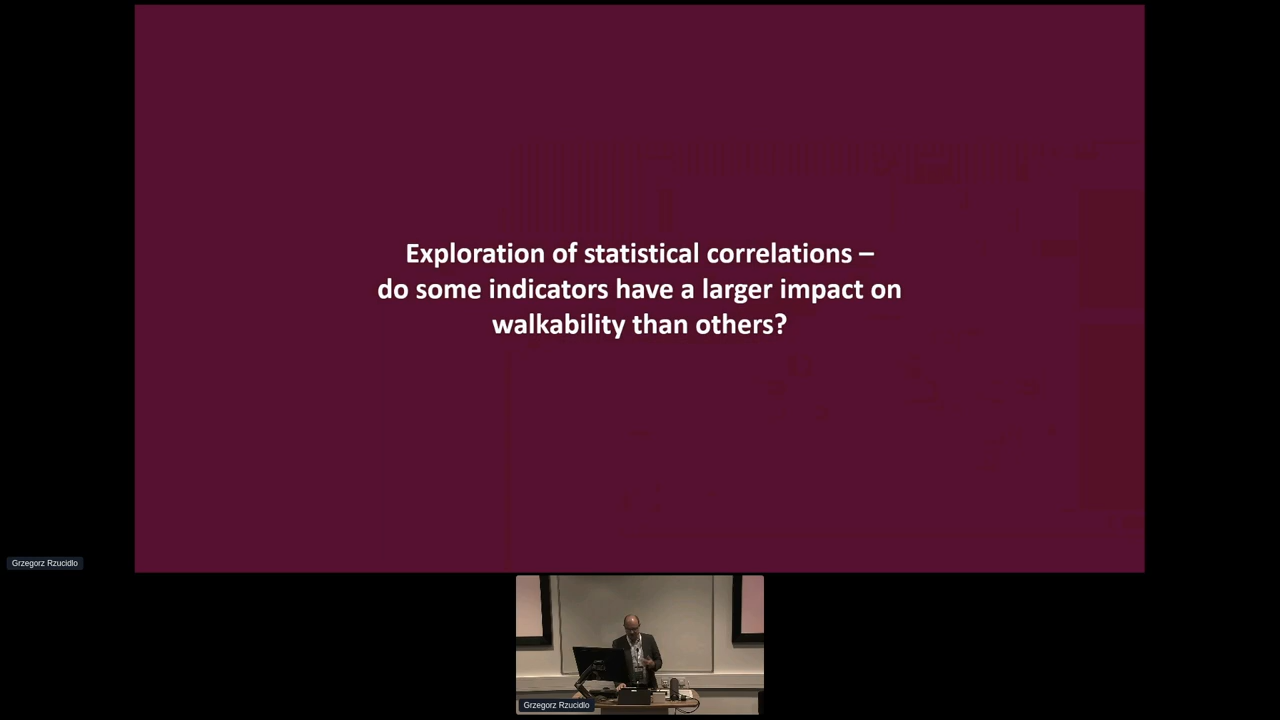 Exploration of statistical correlations –
do some indicators have a larger impact on
walkability than others?
Grzegorz Rzucidlo
Grzegorz Rzucidlo